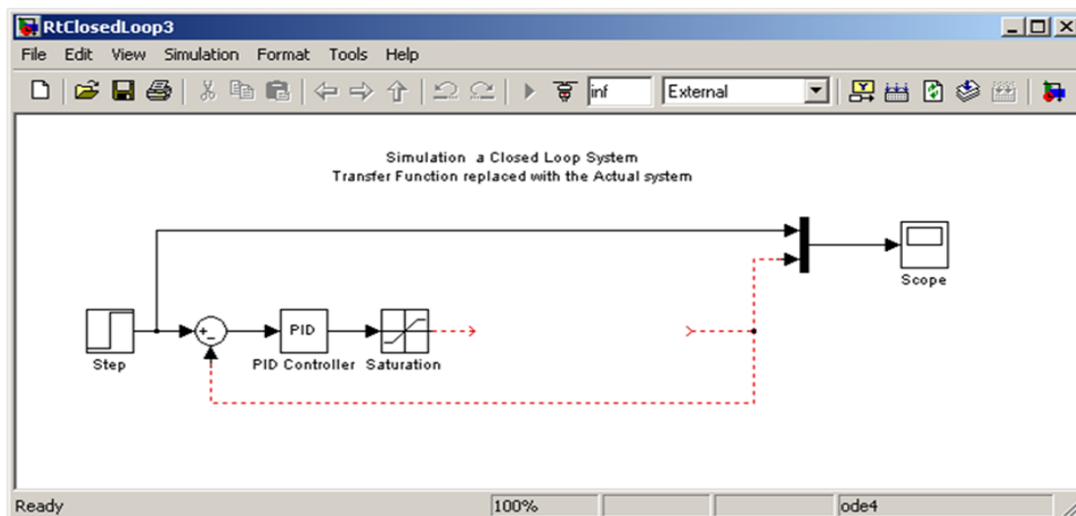 RtClosedLoop3
File Edit View Simulation Format Tools Help
inf External
Simulation a Closed Loop System
Transfer Function replaced with the Actual system
Scope
+
-
PID
Step
PID Controller Saturation
Ready 100% ode4